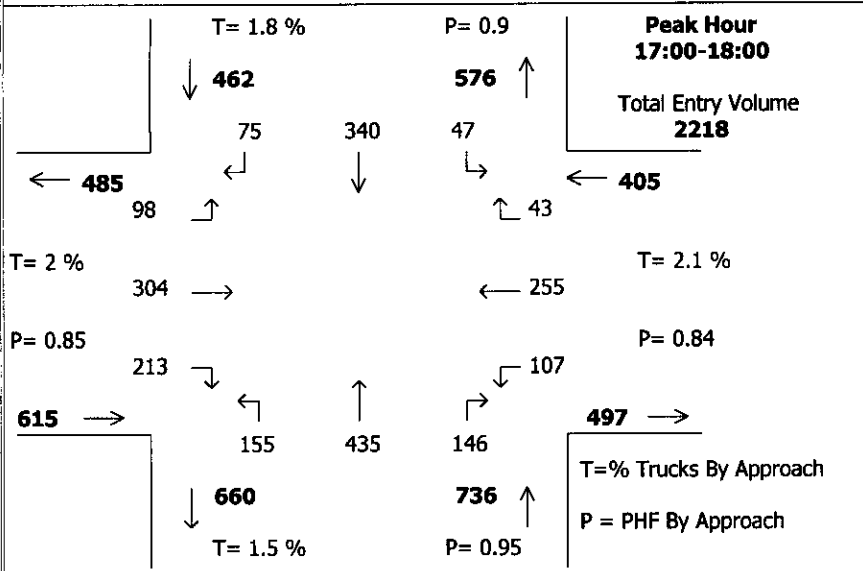 T= 1.8 %
P= 0.9
Peak Hour
17:00-18:00
462
576
Total Entry Volume
2218
75
340
47
485
405
98
43
T= 2 %
T= 2.1 %
304
255
P= 0.85
P= 0.84
213
107
615
497
155
435
146
T=% Trucks By Approach
660
736
P = PHF By Approach
T= 1.5 %
P= 0.95